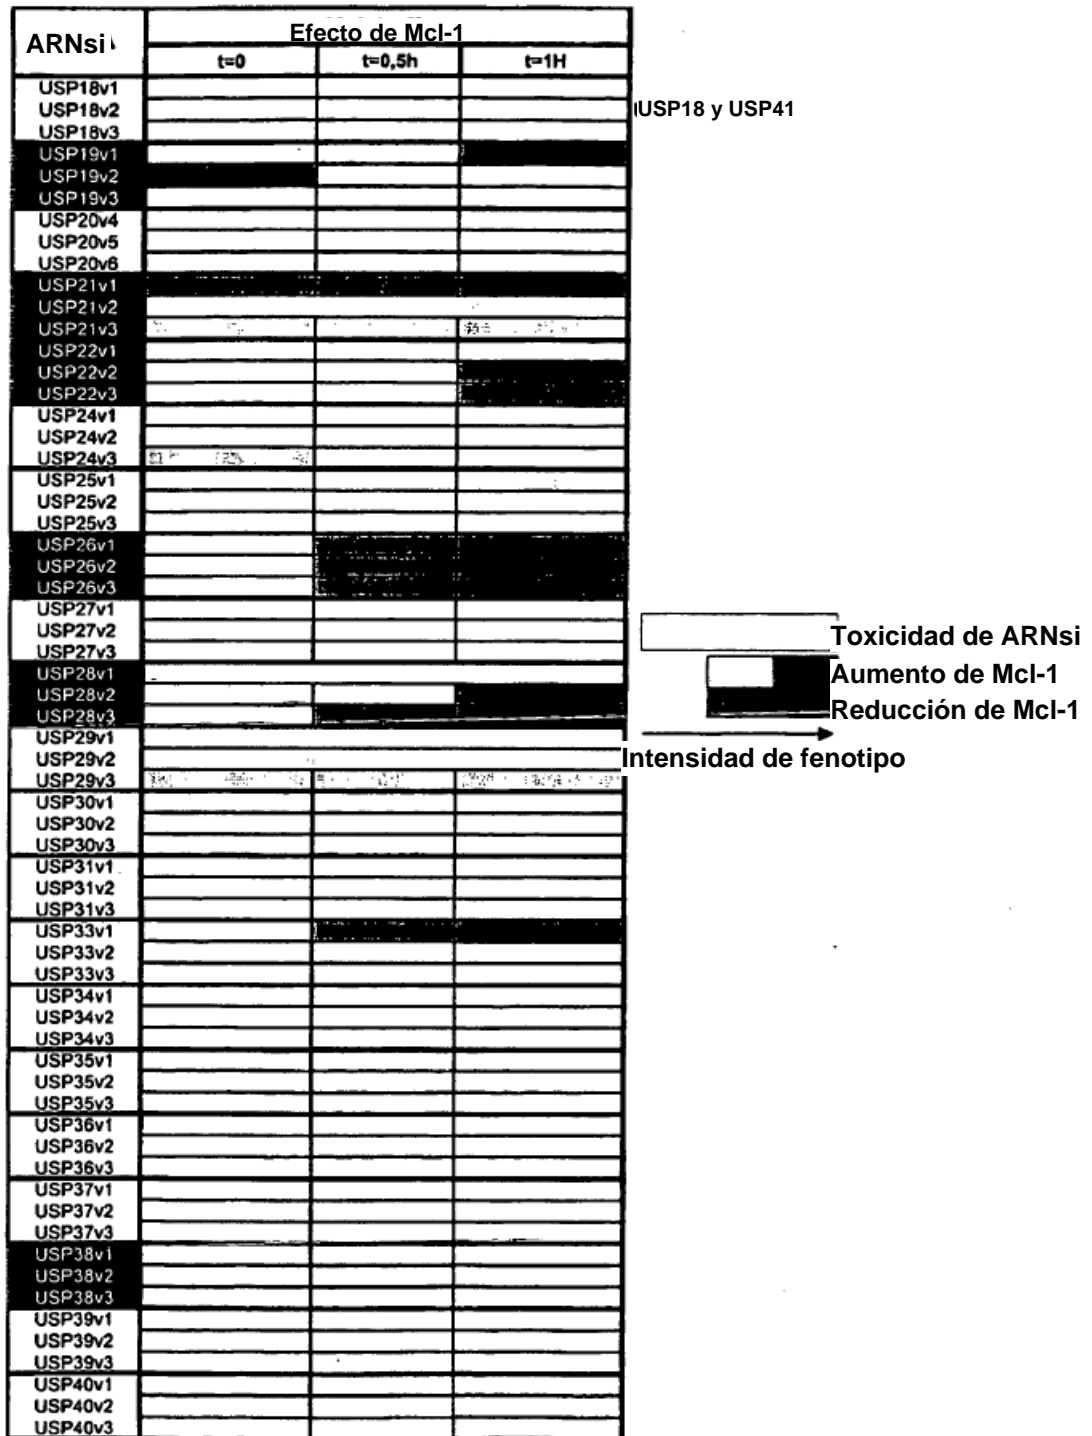 ARNsi
Efecto de Mcl-1
t=0 t=0,5h t=1H
USP18v1
USP18v2 USP18 y USP41
USP18v3
USP19v1
USP19v2
USP19v3
USP20v4
USP20v5
USP20v6
USP21v1
USP21v2
USP21v3
USP22v1
USP22v2
USP22v3
USP24v1
USP24v2
USP24v3
USP25v1
USP25v2
USP25v3
USP26v1
USP26v2
USP26v3
USP27v1
USP27v2
USP27v3
USP28v1
USP28v2
USP28v3
USP29v1
USP29v2
USP29v3
USP30v1
USP30v2
USP30v3
USP31v1
USP31v2
USP31v3
USP33v1
USP33v2
USP33v3
USP34v1
USP34v2
USP34v3
USP35v1
USP35v2
USP35v3
USP36v1
USP36v2
USP36v3
USP37v1
USP37v2
USP37v3
USP38v1
USP38v2
USP38v3
USP39v1
USP39v2
USP39v3
USP40v1
USP40v2
USP40v3
Toxicidad de ARNsi
Aumento de Mcl-1
Reducción de Mcl-1
Intensidad de fenotipo